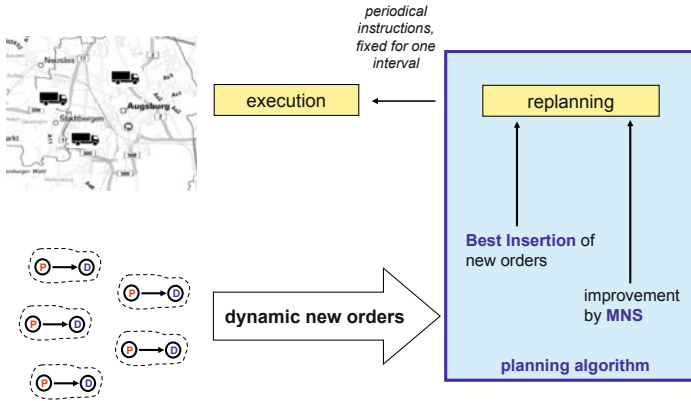 periodical
instructions,
fixed for one
interval
Neusäss
Augsburg
Stadtbergen
execution
replanning
Best Insertion of
new orders
improvement
by MNS
planning algorithm
dynamic new orders
P D
P D
P D
P D
P D